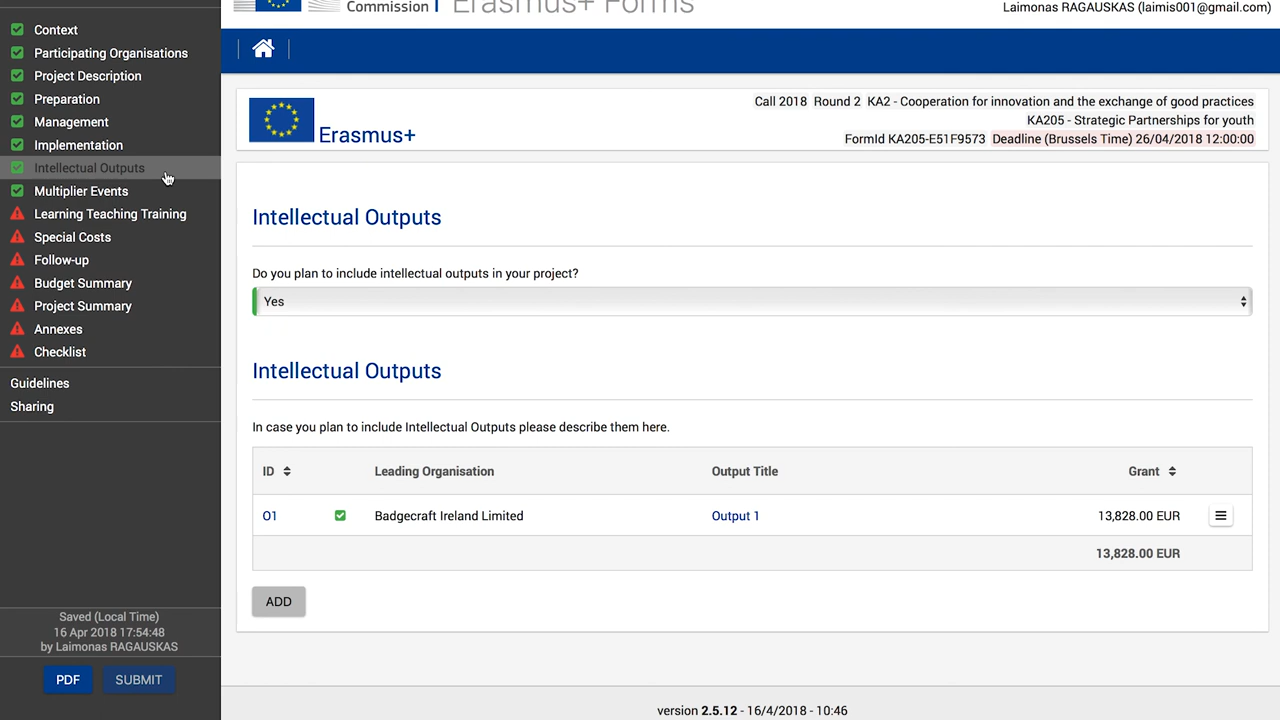 Commission
Erasmus+ Forms
Laimonas RAGAUSKAS (laimis001@gmail.com)
Context
Participating Organisations
Project Description
Preparation
Management
Implementation
Intellectual Outputs
Multiplier Events
Learning Teaching Training
Special Costs
Follow-up
Budget Summary
Project Summary
Annexes
Checklist
Guidelines
Sharing
Saved (Local Time)
16 Apr 2018 17:54:48
by Laimonas RAGAUSKAS
PDF
SUBMIT
Erasmus+
Call 2018 Round 2 KA2 - Cooperation for innovation and the exchange of good practices
KA205 - Strategic Partnerships for youth
FormId KA205-E51F9573 Deadline (Brussels Time) 26/04/2018 12:00:00
Intellectual Outputs
Do you plan to include intellectual outputs in your project?
Yes
Intellectual Outputs
In case you plan to include Intellectual Outputs please describe them here.
ID Leading Organisation Output Title Grant
O1 Badgecraft Ireland Limited Output 1 13,828.00 EUR
13,828.00 EUR
ADD
version 2.5.12 - 16/4/2018 - 10:46